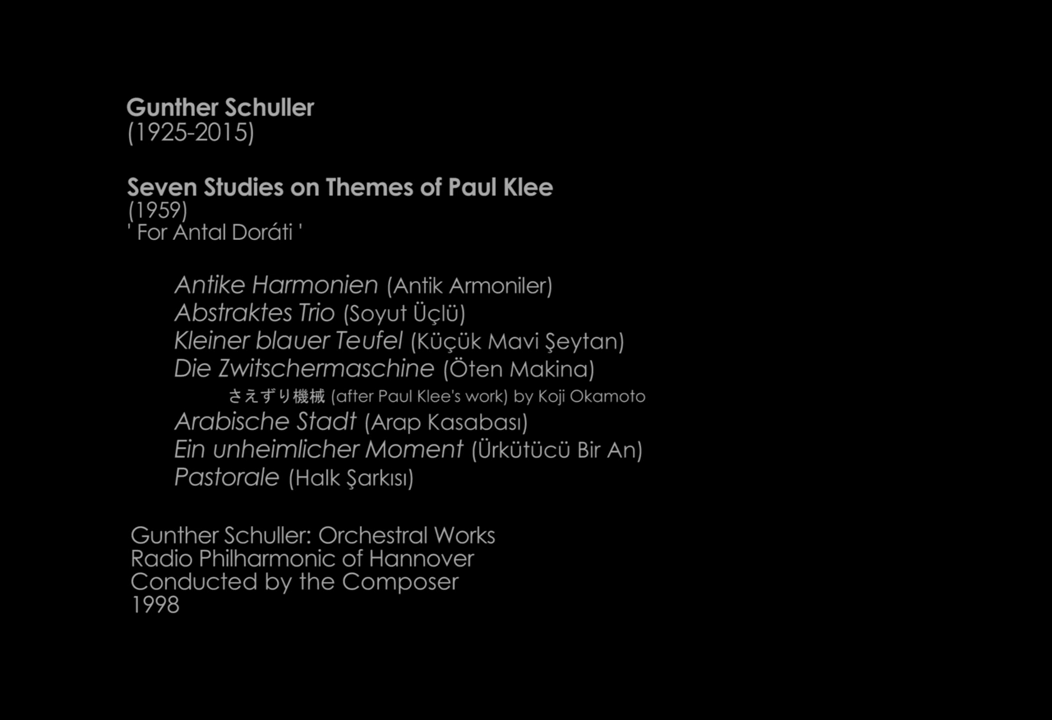 Gunther Schuller
(1925-2015)
Seven Studies on Themes of Paul Klee
(1959)
' For Antal Doráti '
Antike Harmonien (Antik Armoniler)
Abstraktes Trio (Soyut Üçlü)
Kleiner blauer Teufel (Küçük Mavi Şeytan)
Die Zwitschermaschine (Öten Makina)
さえずり機械 (after Paul Klee's work) by Koji Okamoto
Arabische Stadt (Arap Kasabası)
Ein unheimlicher Moment (Ürkütücü Bir An)
Pastorale (Halk Şarkısı)
Gunther Schuller: Orchestral Works
Radio Philharmonic of Hannover
Conducted by the Composer
1998